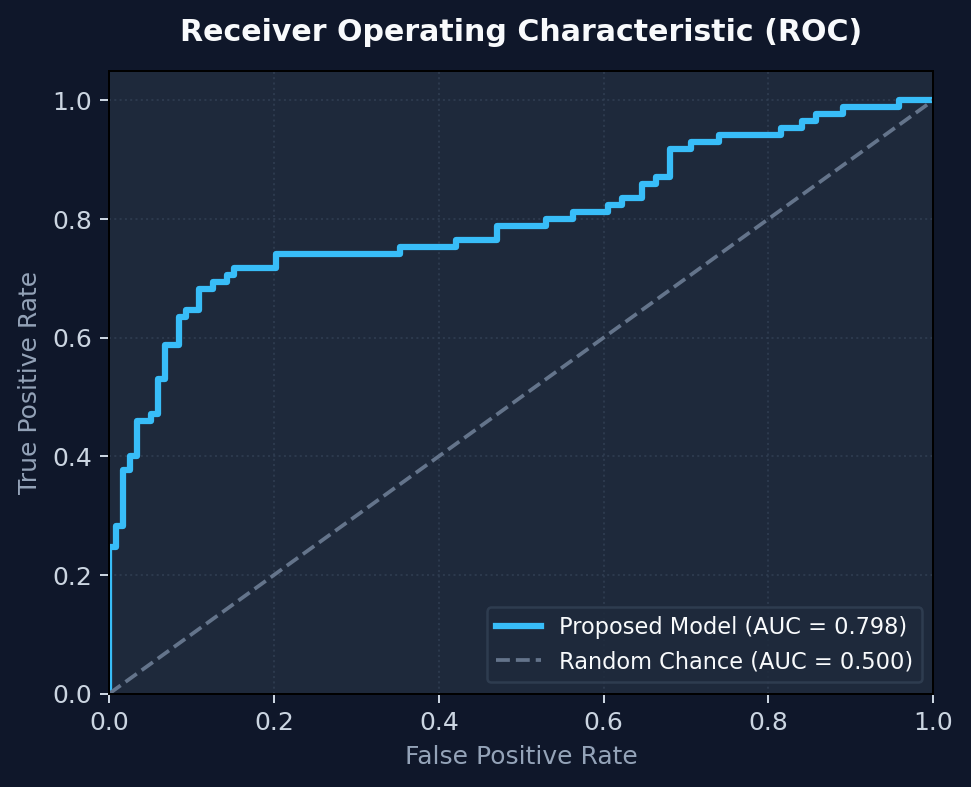 Receiver Operating Characteristic (ROC)
1.0
0.8
0.6
0.4
0.2
0.0
True Positive Rate
Proposed Model (AUC = 0.798)
Random Chance (AUC = 0.500)
0.0 0.2 0.4 0.6 0.8 1.0
False Positive Rate